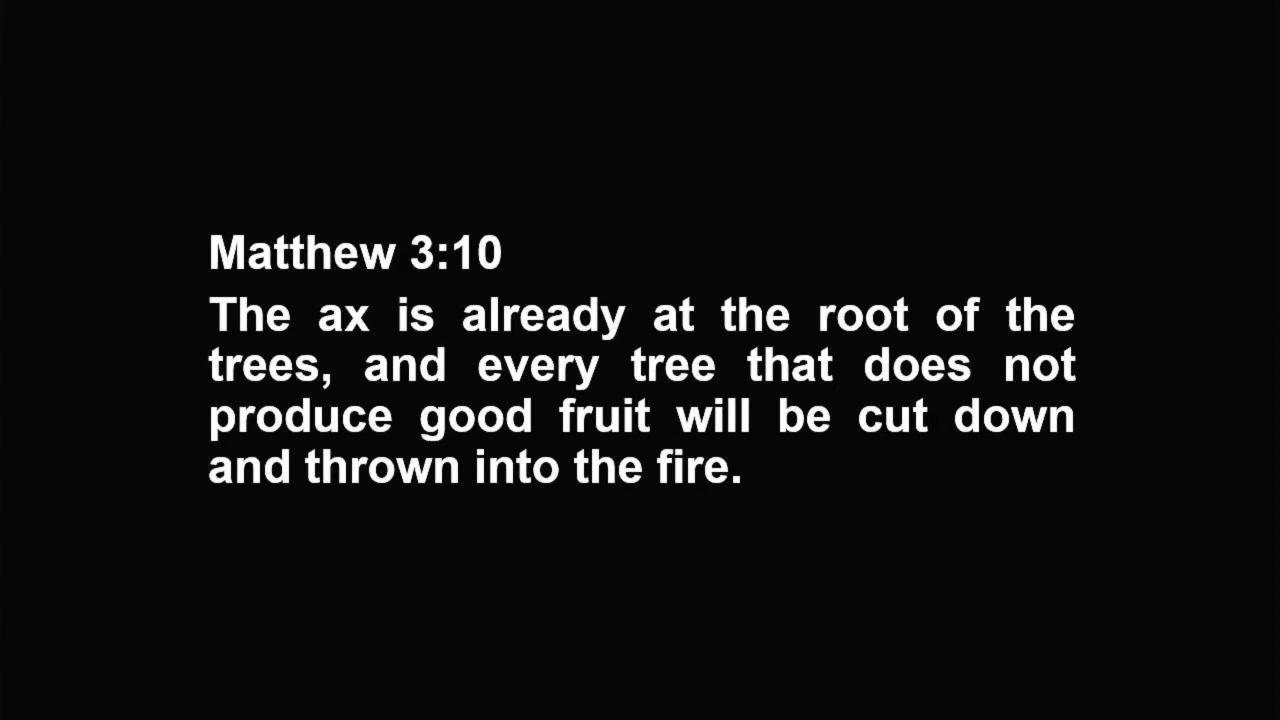 Matthew 3:10
The ax is already at the root of the
trees, and every tree that does not
produce good fruit will be cut down
and thrown into the fire.